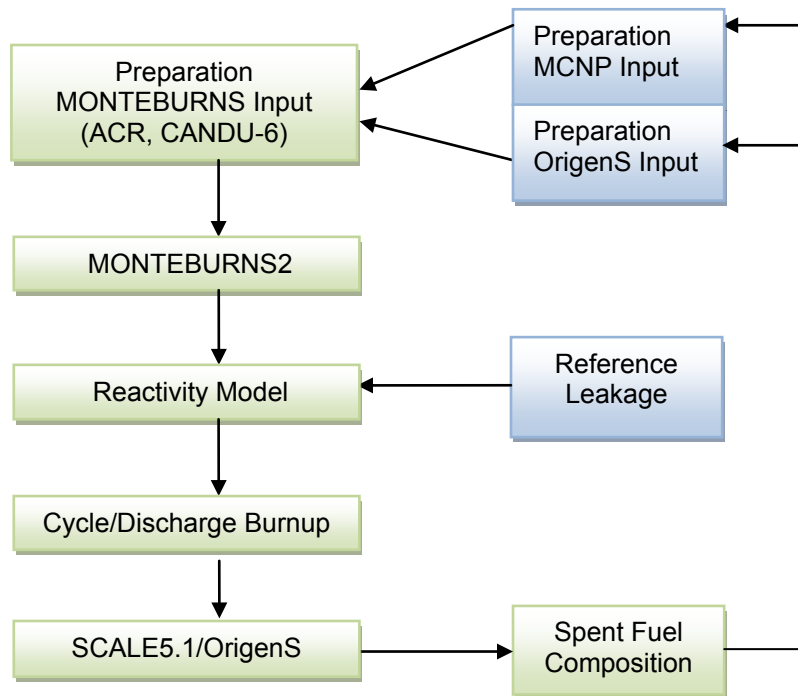 Preparation
MONTEBURNS Input
(ACR, CANDU-6)
Preparation
MCNP Input
Preparation
OrigenS Input
MONTEBURNS2
Reactivity Model
Reference
Leakage
Cycle/Discharge Burnup
SCALE5.1/OrigenS
Spent Fuel
Composition